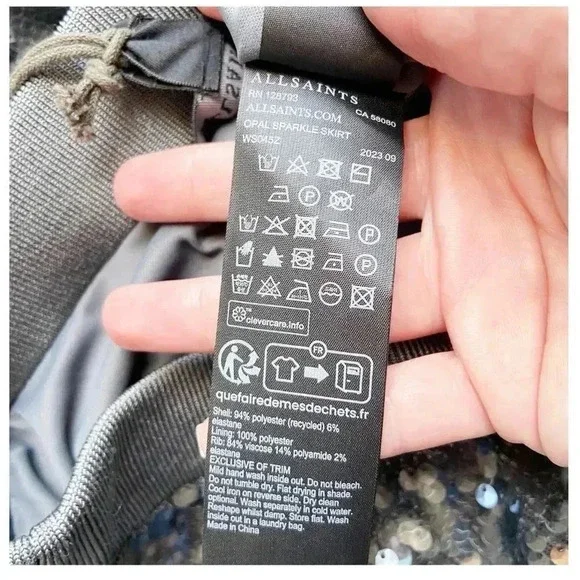 ALLSAINTS
RN 128793
CA 56080
ALLSAINTS.COM
OPAL SPARKLE SKIRT
WS045Z
2023 09
clevercare.info
FR
quefairedemesdechets.fr
Shell: 94% polyester (recycled) 6%
elastane
Lining: 100% polyester
Rib: 84% viscose 14% polyamide 2%
elastane
EXCLUSIVE OF TRIM
Mild hand wash inside out. Do not bleach.
Do not tumble dry. Flat drying in shade.
Cool iron on reverse side. Dry clean
optional. Wash separately in cold water.
Reshape whilst damp. Store flat. Wash
inside out in a laundry bag.
Made in China